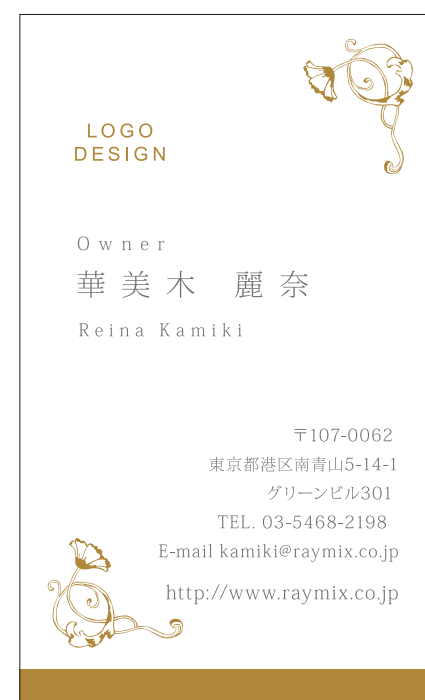 LOGO
DESIGN
Owner
華美木 麗奈
Reina Kamiki
〒107-0062
東京都港区南青山5-14-1
グリーンビル301
TEL. 03-5468-2198
E-mail kamiki@raymix.co.jp
http://www.raymix.co.jp